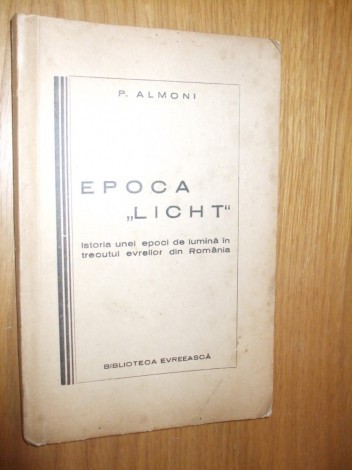 P. ALMONI
EPOCA
„LICHT“
Istoria unei epoci de lumină în
trecutul evreilor din România
BIBLIOTECA EVREEASCĂ